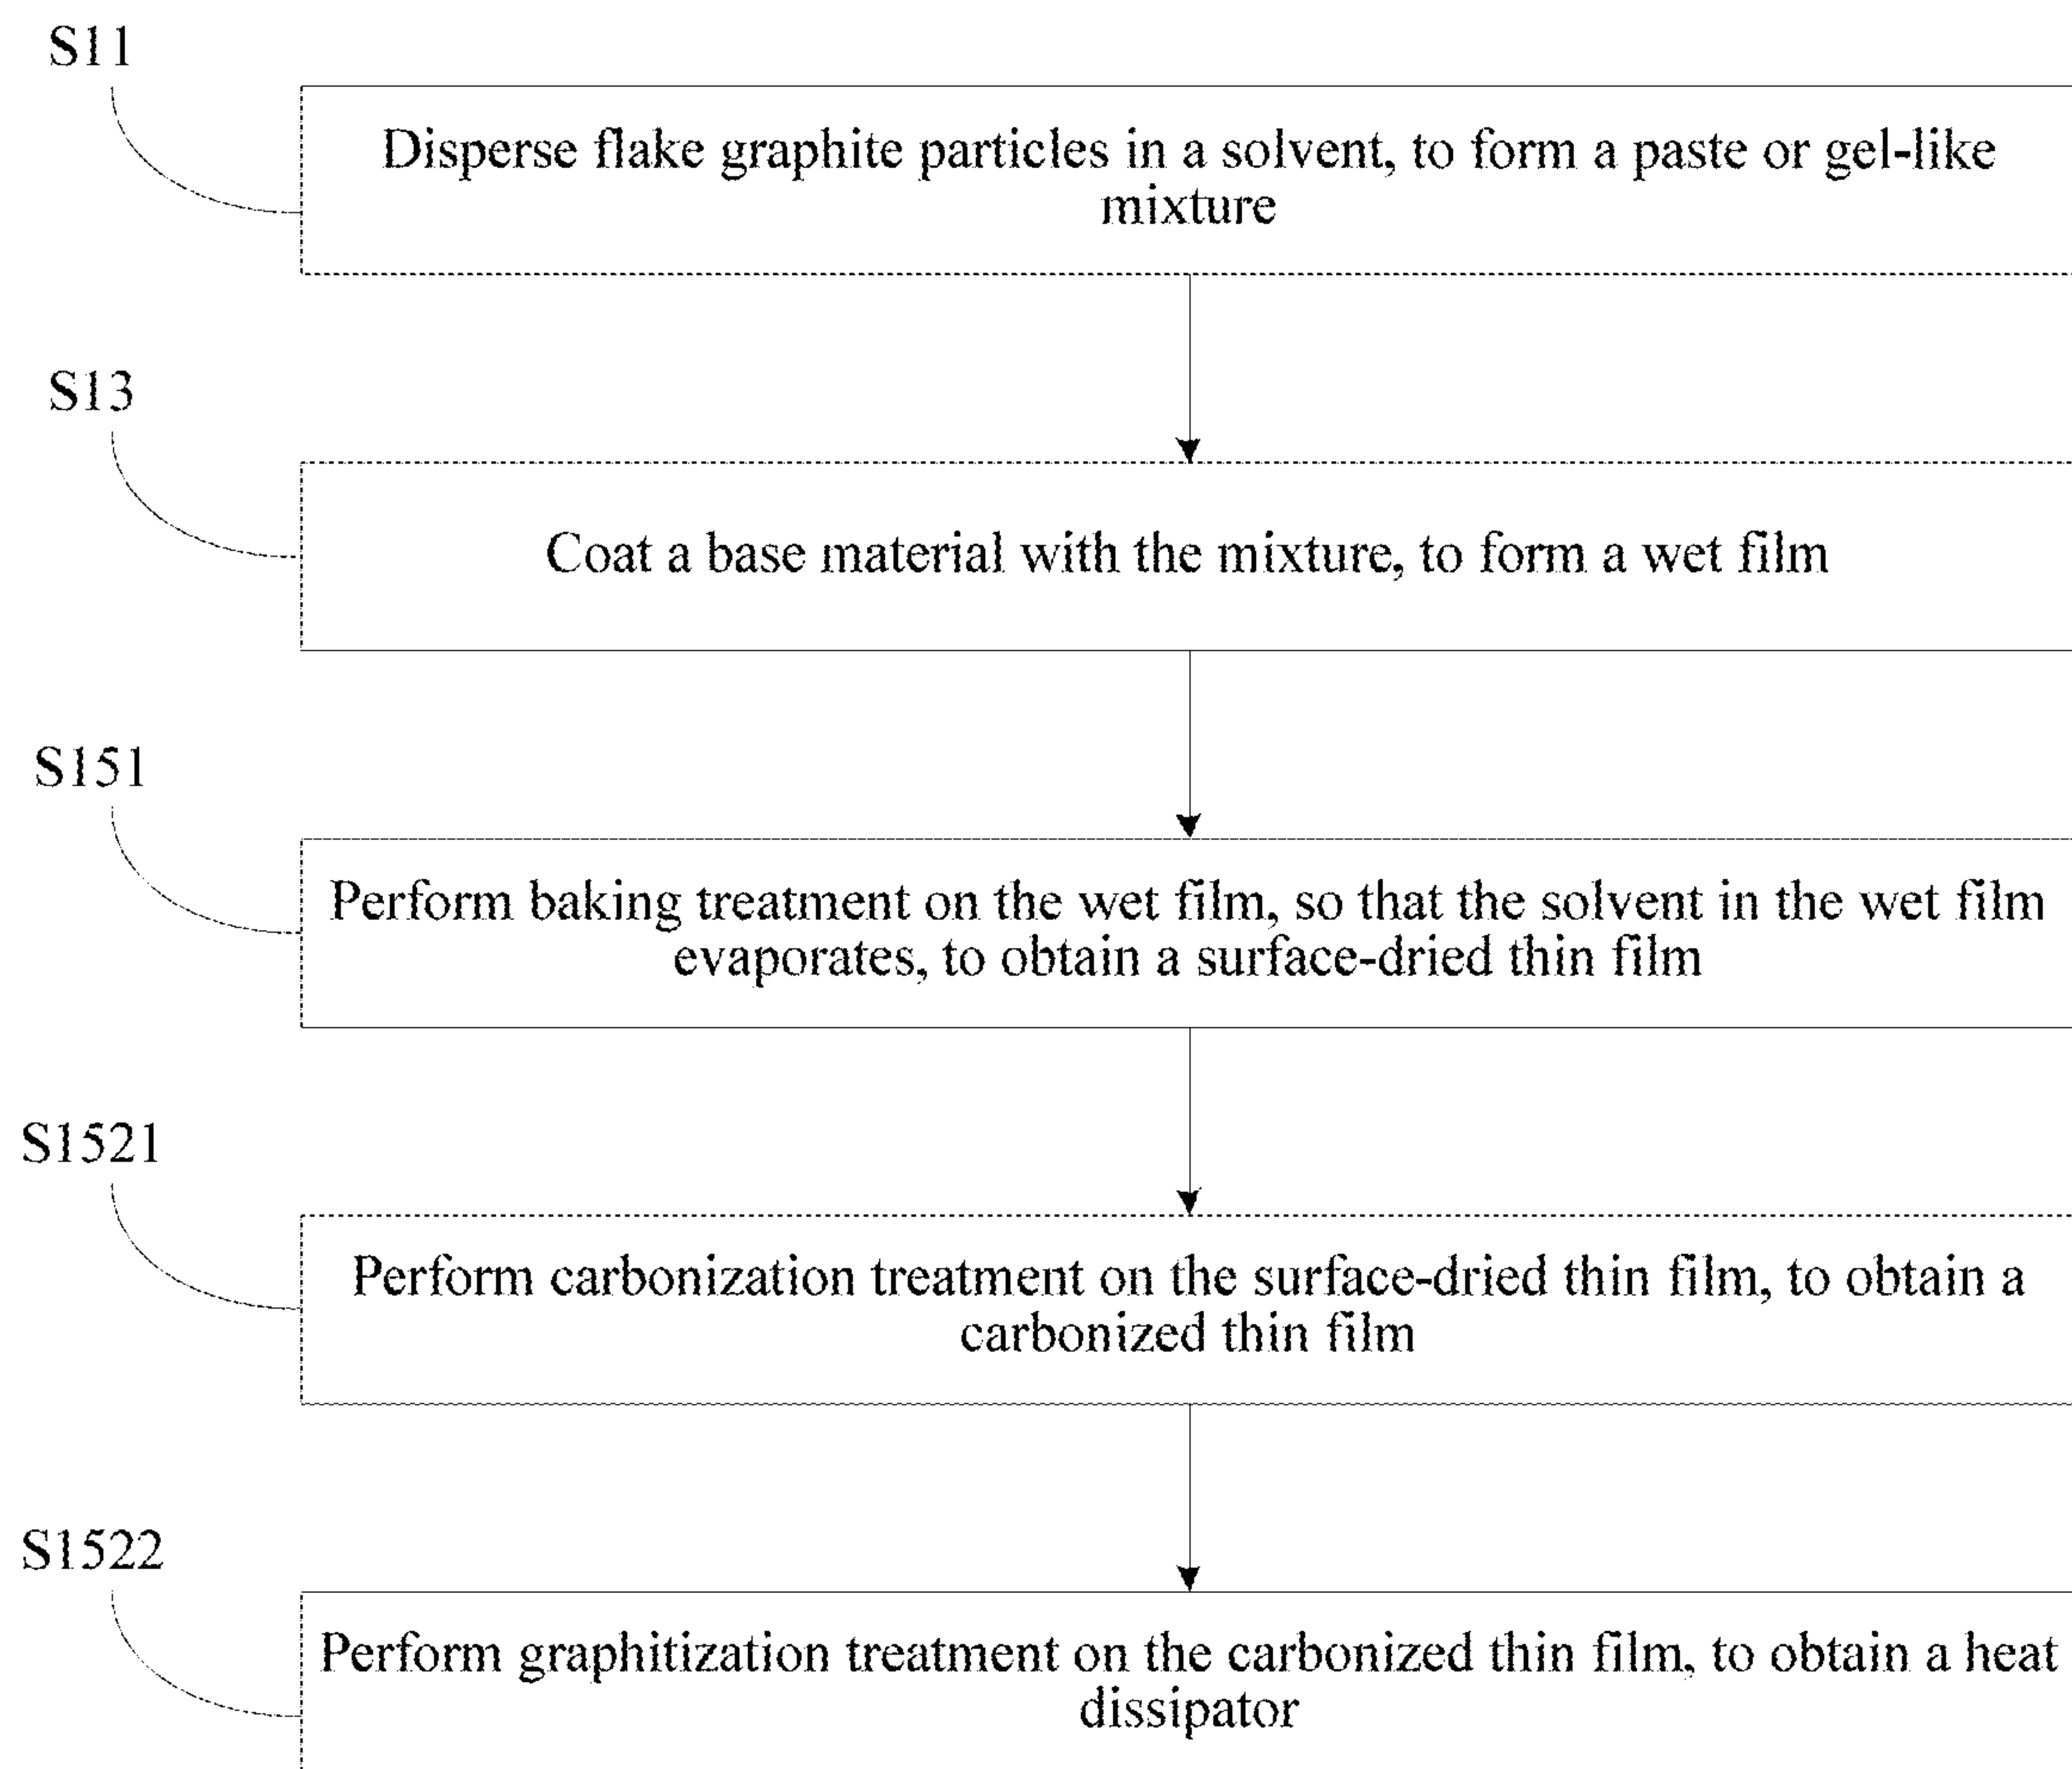 S11
Disperse flake graphite particles in a solvent, to form a paste or gel-like
mixture
S13
Coat a base material with the mixture, to form a wet film
S151
Perform baking treatment on the wet film, so that the solvent in the wet film
evaporates, to obtain a surface-dried thin film
S1521
Perform carbonization treatment on the surface-dried thin film, to obtain a
carbonized thin film
S1522
Perform graphitization treatment on the carbonized thin film, to obtain a heat
dissipator